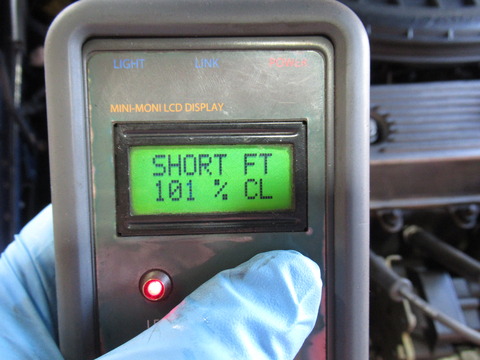 LIGHT LINK POWER
MINI-MONI LCD DISPLAY
SHORT FT
101 % CL